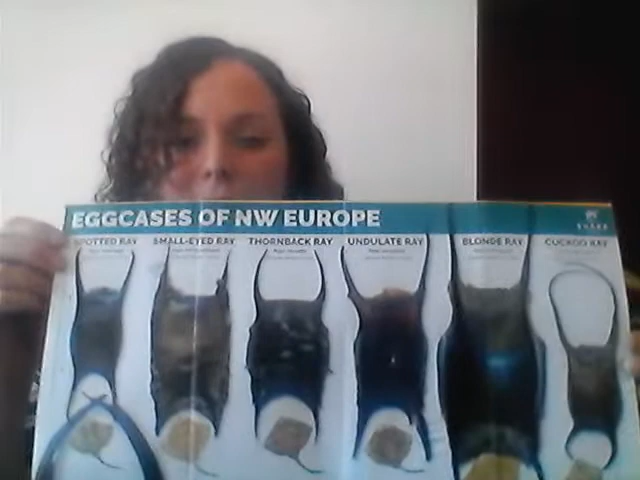 EGGCASES OF NW EUROPE
SPOTTED RAY SMALL-EYED RAY THORNBACK RAY UNDULATE RAY BLONDE RAY CUCKOO RAY